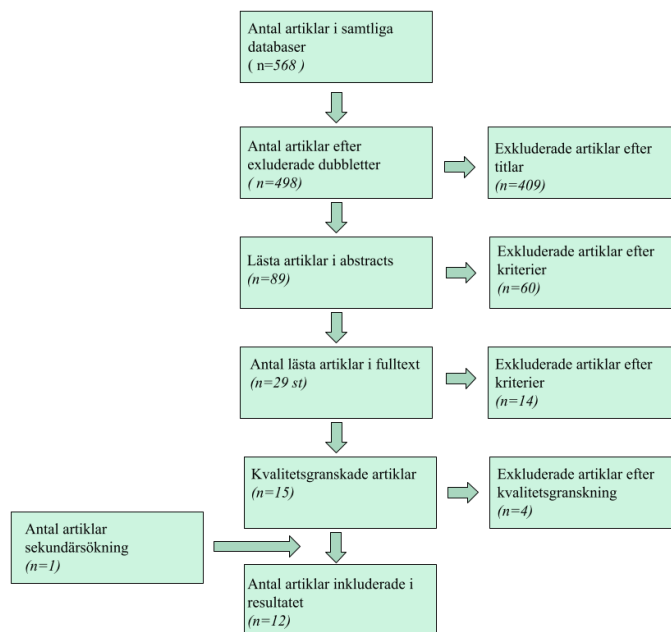 Antal artiklar i samtliga
databaser
( n=568 )
Antal artiklar efter
exluderade dubbletter
( n=498)
Exkluderade artiklar efter
titlar
(n=409)
Lästa artiklar i abstracts
(n=89)
Exkluderade artiklar efter
kriterier
(n=60)
Antal lästa artiklar i fulltext
(n=29 st)
Exkluderade artiklar efter
kriterier
(n=14)
Kvalitetsgranskade artiklar
(n=15)
Exkluderade artiklar efter
kvalitetsgranskning
(n=4)
Antal artiklar
sekundärsökning
(n=1)
Antal artiklar inkluderade i
resultatet
(n=12)